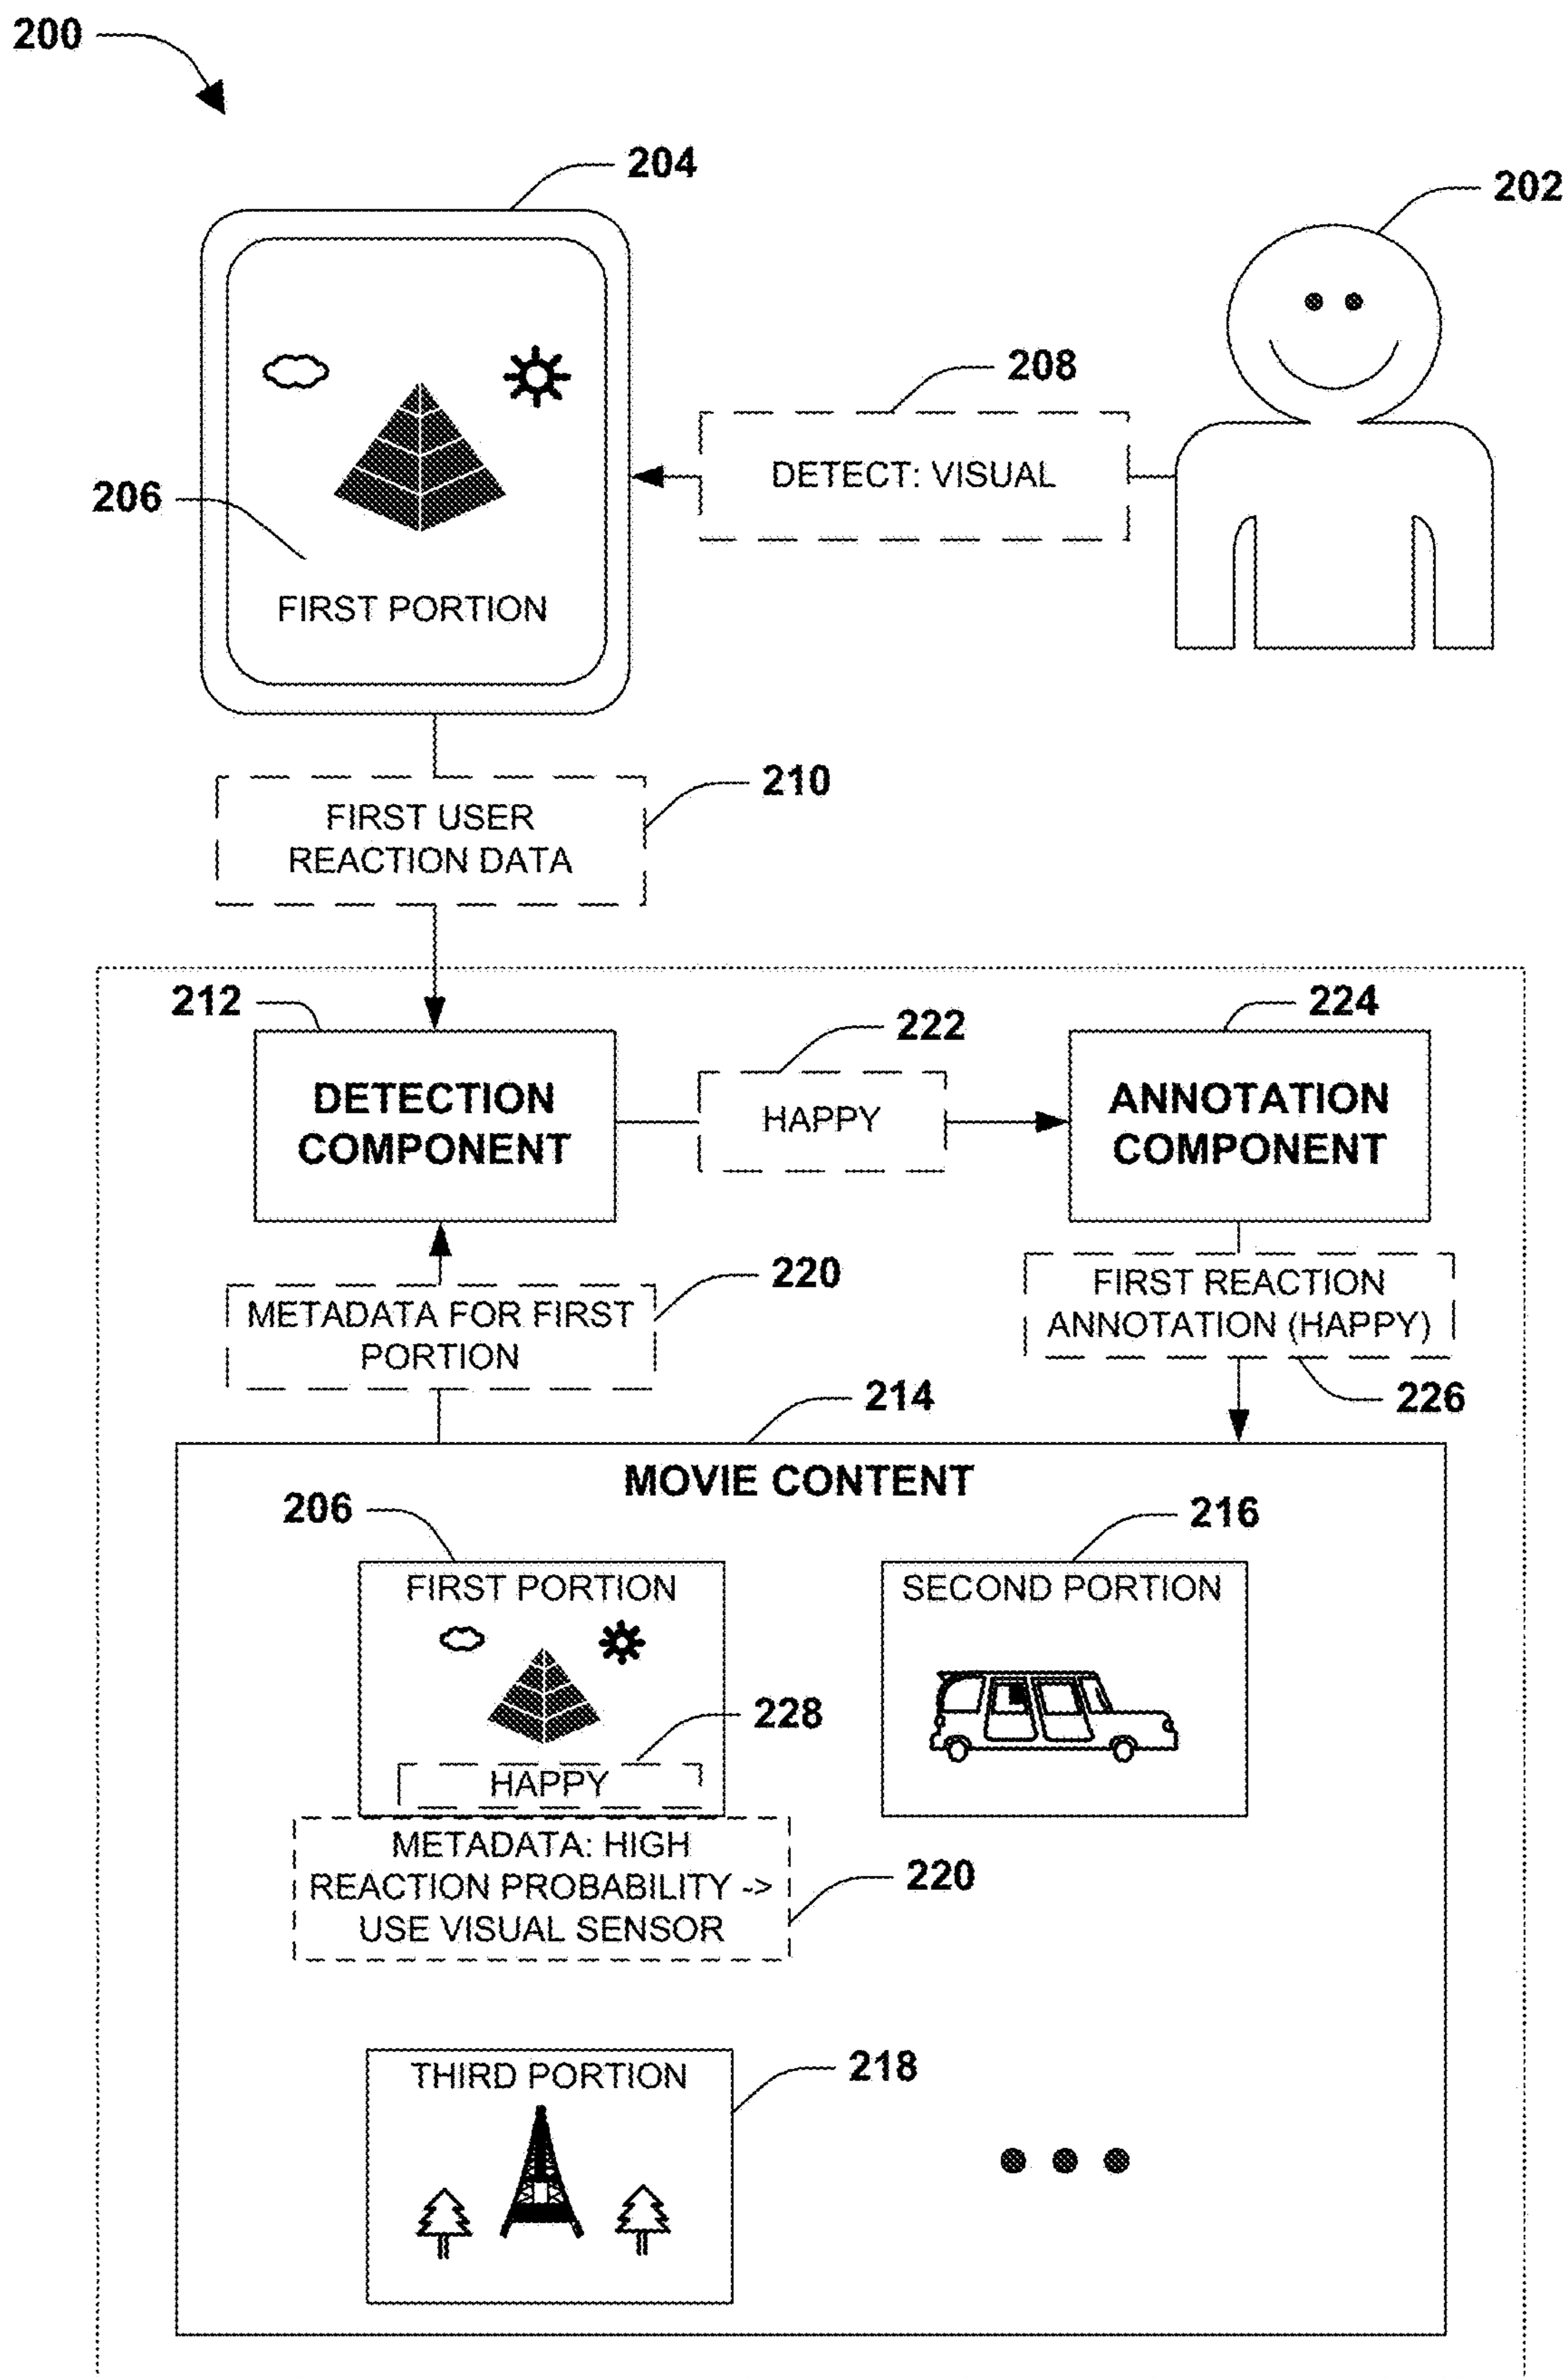 200
204
202
208
DETECT: VISUAL
206
FIRST PORTION
210
FIRST USER
REACTION DATA
212
224
222
DETECTION
COMPONENT
HAPPY
ANNOTATION
COMPONENT
220
METADATA FOR FIRST
PORTION
FIRST REACTION
ANNOTATION (HAPPY)
226
214
MOVIE CONTENT
206
216
FIRST PORTION
SECOND PORTION
228
HAPPY
METADATA: HIGH
REACTION PROBABILITY ->
USE VISUAL SENSOR
220
THIRD PORTION
218